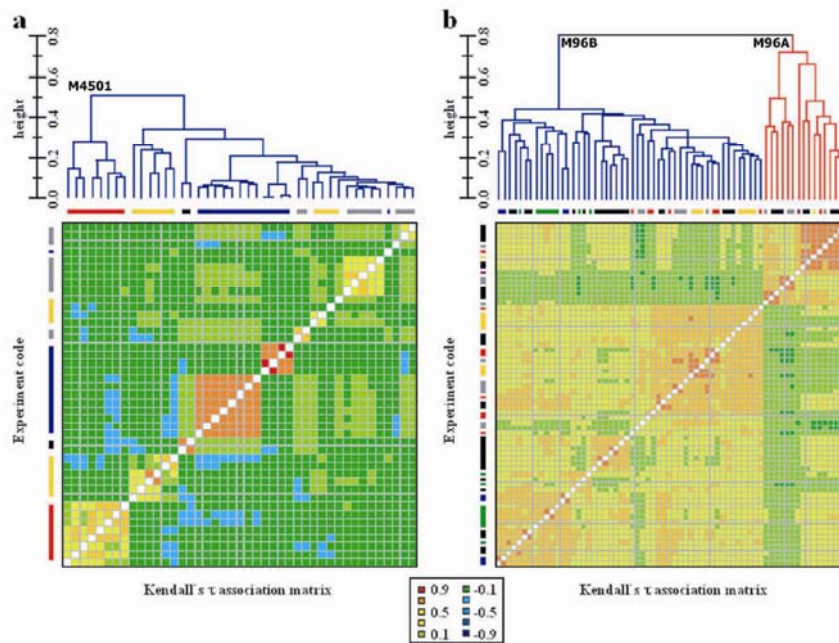 a
b
0.8
0.6
0.4
0.2
0.0
height
M4501
0.8
0.6
0.4
0.2
0.0
height
M96B
M96A
Experiment code
Experiment code
Kendall`s τ association matrix
Kendall`s τ association matrix
0.9 -0.1
0.5 -0.5
0.1 -0.9